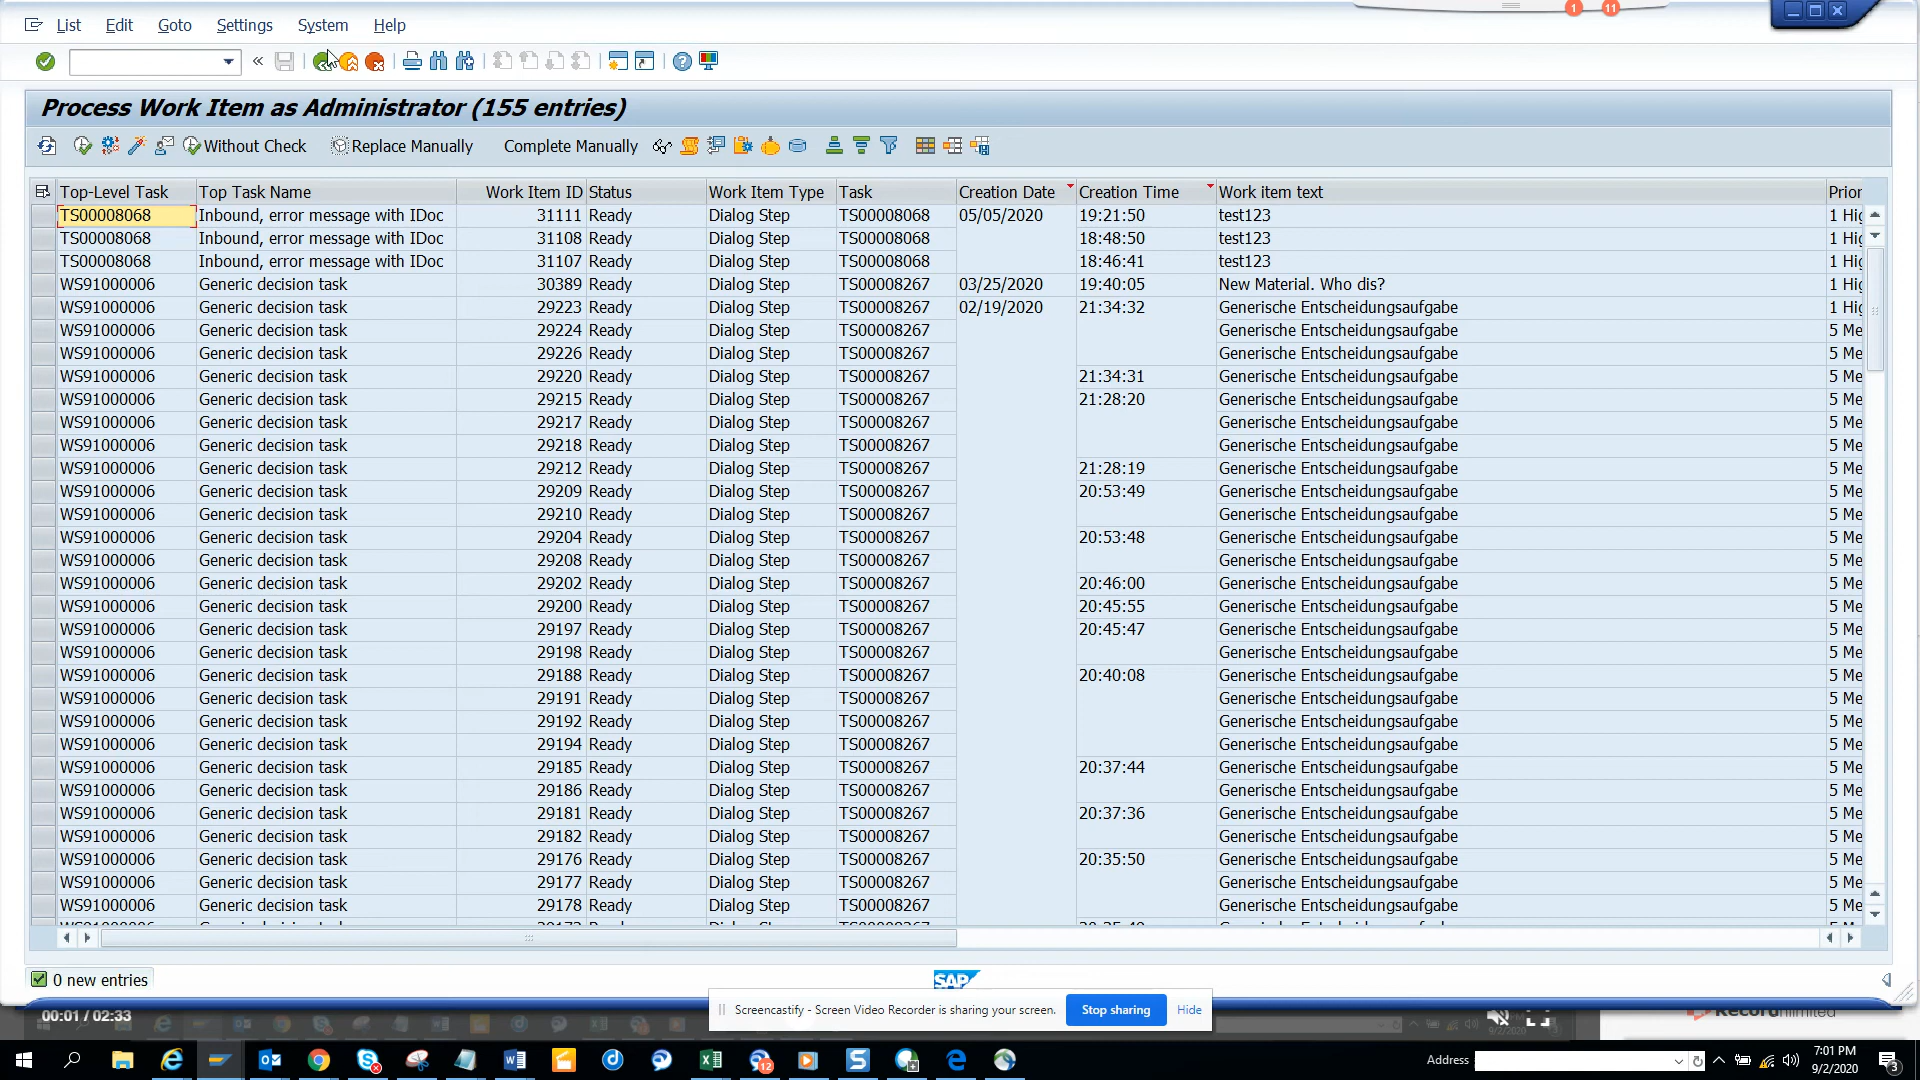 List Edit Goto Settings System Help
1 11
Process Work Item as Administrator (155 entries)
Without Check Replace Manually Complete Manually
Top-Level Task Top Task Name Work Item ID Status Work Item Type Task Creation Date Creation Time Work item text Prior
TS00008068 Inbound, error message with IDoc 31111 Ready Dialog Step TS00008068 05/05/2020 19:21:50 test123 1 Hig
TS00008068 Inbound, error message with IDoc 31108 Ready Dialog Step TS00008068 18:48:50 test123 1 Hig
TS00008068 Inbound, error message with IDoc 31107 Ready Dialog Step TS00008068 18:46:41 test123 1 Hig
WS91000006 Generic decision task 30389 Ready Dialog Step TS00008267 03/25/2020 19:40:05 New Material. Who dis? 1 Hig
WS91000006 Generic decision task 29223 Ready Dialog Step TS00008267 02/19/2020 21:34:32 Generische Entscheidungsaufgabe 1 Hig
WS91000006 Generic decision task 29224 Ready Dialog Step TS00008267 Generische Entscheidungsaufgabe 5 Me
WS91000006 Generic decision task 29226 Ready Dialog Step TS00008267 Generische Entscheidungsaufgabe 5 Me
WS91000006 Generic decision task 29220 Ready Dialog Step TS00008267 21:34:31 Generische Entscheidungsaufgabe 5 Me
WS91000006 Generic decision task 29215 Ready Dialog Step TS00008267 21:28:20 Generische Entscheidungsaufgabe 5 Me
WS91000006 Generic decision task 29217 Ready Dialog Step TS00008267 Generische Entscheidungsaufgabe 5 Me
WS91000006 Generic decision task 29218 Ready Dialog Step TS00008267 Generische Entscheidungsaufgabe 5 Me
WS91000006 Generic decision task 29212 Ready Dialog Step TS00008267 21:28:19 Generische Entscheidungsaufgabe 5 Me
WS91000006 Generic decision task 29209 Ready Dialog Step TS00008267 20:53:49 Generische Entscheidungsaufgabe 5 Me
WS91000006 Generic decision task 29210 Ready Dialog Step TS00008267 Generische Entscheidungsaufgabe 5 Me
WS91000006 Generic decision task 29204 Ready Dialog Step TS00008267 20:53:48 Generische Entscheidungsaufgabe 5 Me
WS91000006 Generic decision task 29208 Ready Dialog Step TS00008267 Generische Entscheidungsaufgabe 5 Me
WS91000006 Generic decision task 29202 Ready Dialog Step TS00008267 20:46:00 Generische Entscheidungsaufgabe 5 Me
WS91000006 Generic decision task 29200 Ready Dialog Step TS00008267 20:45:55 Generische Entscheidungsaufgabe 5 Me
WS91000006 Generic decision task 29197 Ready Dialog Step TS00008267 20:45:47 Generische Entscheidungsaufgabe 5 Me
WS91000006 Generic decision task 29198 Ready Dialog Step TS00008267 Generische Entscheidungsaufgabe 5 Me
WS91000006 Generic decision task 29188 Ready Dialog Step TS00008267 20:40:08 Generische Entscheidungsaufgabe 5 Me
WS91000006 Generic decision task 29191 Ready Dialog Step TS00008267 Generische Entscheidungsaufgabe 5 Me
WS91000006 Generic decision task 29192 Ready Dialog Step TS00008267 Generische Entscheidungsaufgabe 5 Me
WS91000006 Generic decision task 29194 Ready Dialog Step TS00008267 Generische Entscheidungsaufgabe 5 Me
WS91000006 Generic decision task 29185 Ready Dialog Step TS00008267 20:37:44 Generische Entscheidungsaufgabe 5 Me
WS91000006 Generic decision task 29186 Ready Dialog Step TS00008267 Generische Entscheidungsaufgabe 5 Me
WS91000006 Generic decision task 29181 Ready Dialog Step TS00008267 20:37:36 Generische Entscheidungsaufgabe 5 Me
WS91000006 Generic decision task 29182 Ready Dialog Step TS00008267 Generische Entscheidungsaufgabe 5 Me
WS91000006 Generic decision task 29176 Ready Dialog Step TS00008267 20:35:50 Generische Entscheidungsaufgabe 5 Me
WS91000006 Generic decision task 29177 Ready Dialog Step TS00008267 Generische Entscheidungsaufgabe 5 Me
WS91000006 Generic decision task 29178 Ready Dialog Step TS00008267 Generische Entscheidungsaufgabe 5 Me
0 new entries
SAP
Screencastify - Screen Video Recorder is sharing your screen. Stop sharing Hide
00:01 / 02:33
12
Address
7:01 PM
9/2/2020
3